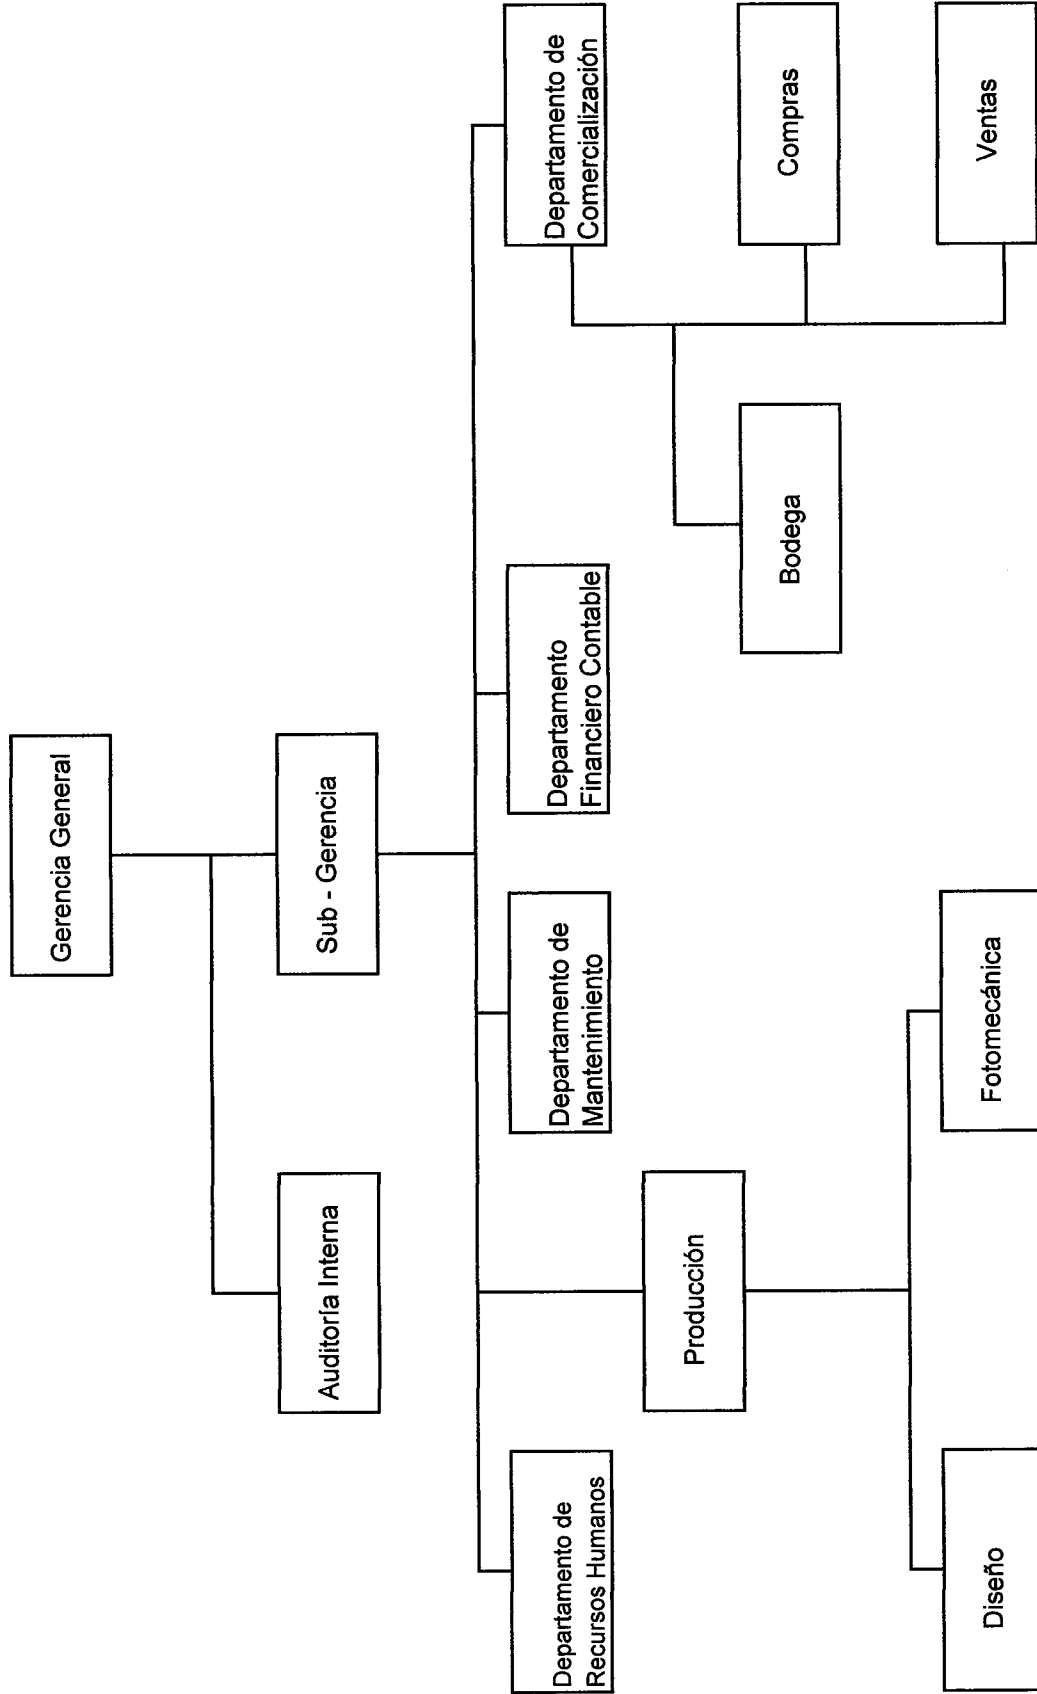 Gerencia General
Auditoría Interna
Sub - Gerencia
Departamento de
Recursos Humanos
Producción
Departamento de
Mantenimiento
Departamento
Financiero Contable
Departamento de
Comercialización
Bodega
Compras
Ventas
Diseño
Fotomecánica